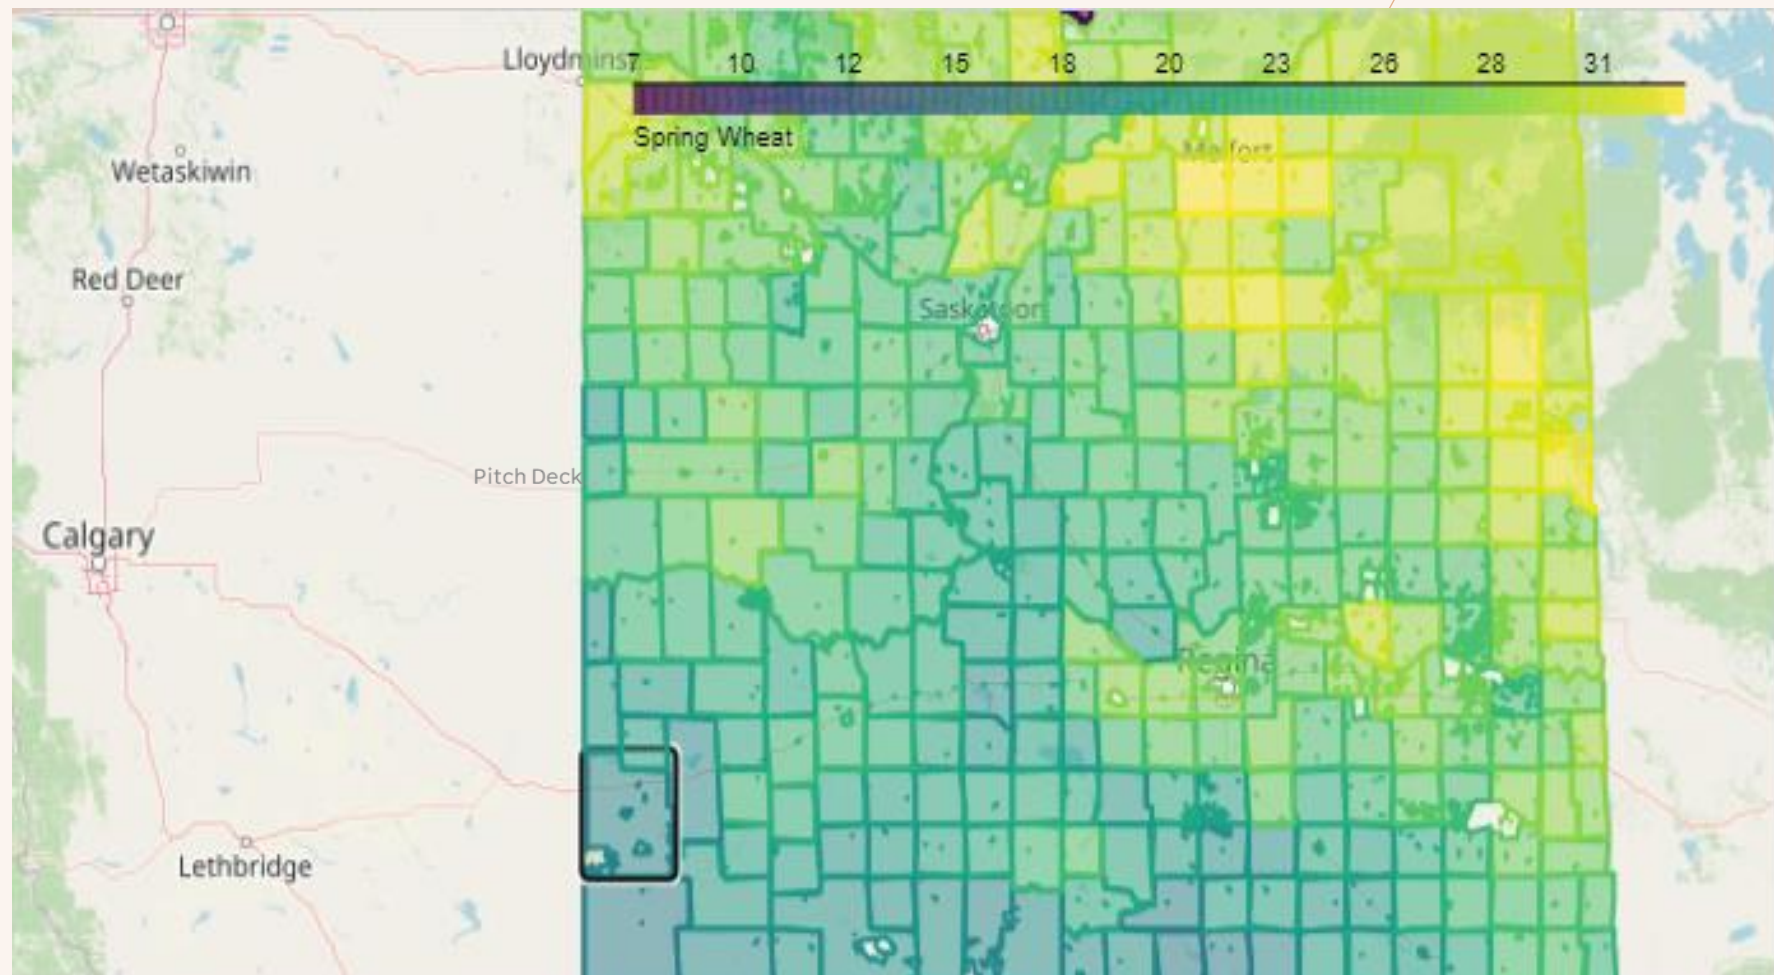 Lloydmins
7 10 12 15 18 20 23 26 28 31
Spring Wheat
Melfort
Wetaskiwin
Red Deer
Saskatoon
Pitch Deck
Calgary
Regina
Lethbridge